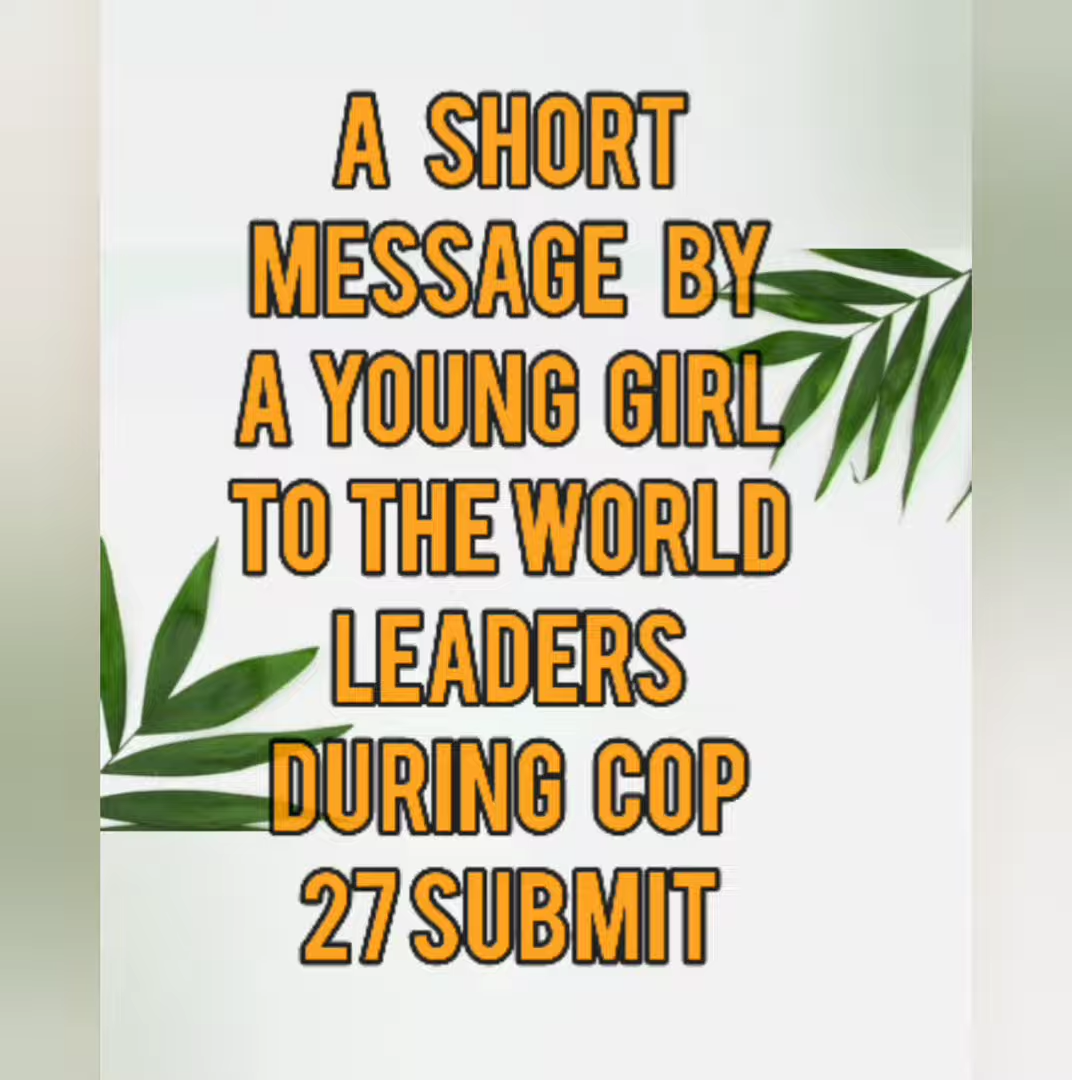 A SHORT
MESSAGE BY
A YOUNG GIRL
TO THE WORLD
LEADERS
DURING COP
27 SUBMIT